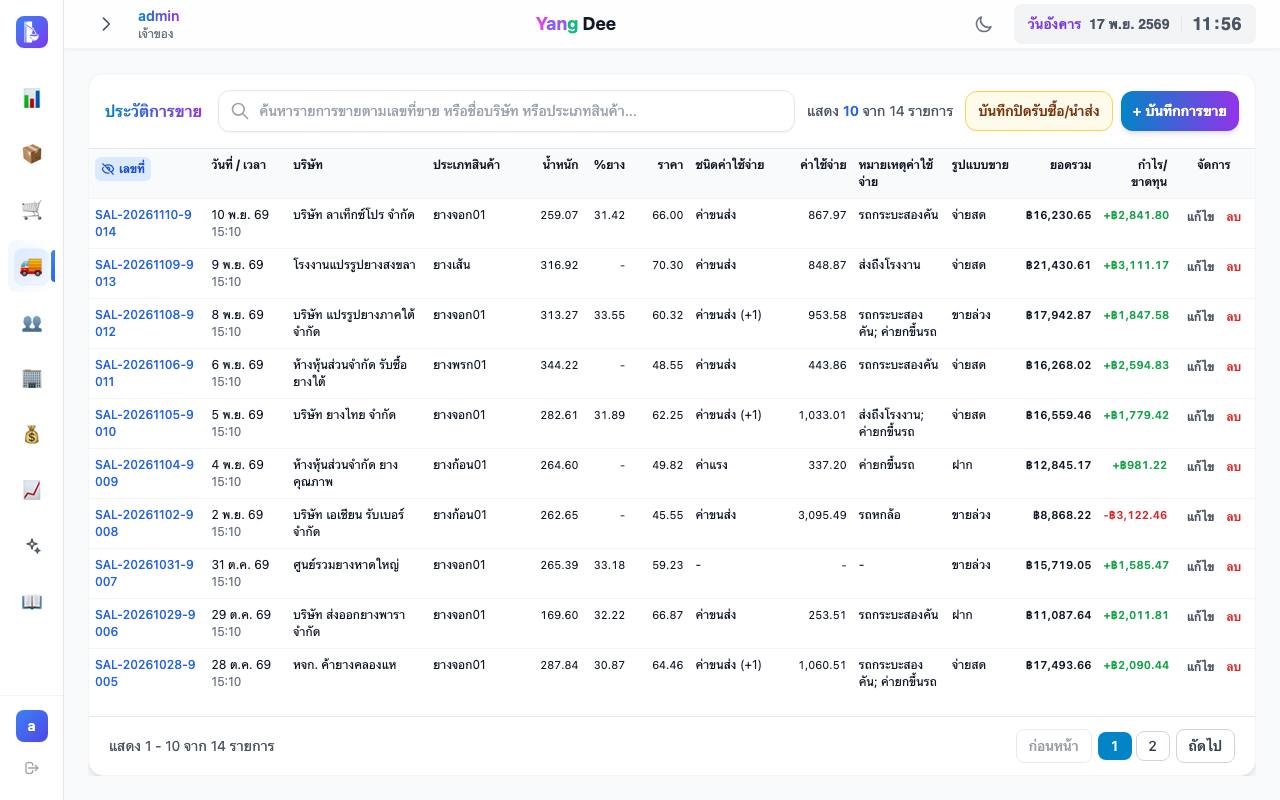 admin
เจ้าของ
Yang Dee
วันอังคาร 17 พ.ย. 2569 11:56
ประวัติการขาย
ค้นหารายการขายตามเลขที่ขาย หรือชื่อบริษัท หรือประเภทสินค้า...
แสดง 10 จาก 14 รายการ
บันทึกปิดรับซื้อ/นำส่ง
+ บันทึกการขาย
เลขที่ วันที่ / เวลา บริษัท ประเภทสินค้า น้ำหนัก %ยาง ราคา ชนิดค่าใช้จ่าย ค่าใช้จ่าย หมายเหตุค่าใช้ รูปแบบขาย ยอดรวม กำไร/ จัดการ
จ่าย ขาดทุน
SAL-20261110-9 10 พ.ย. 69 บริษัท ลาเท็กซ์โปร จำกัด ยางจอก01 259.07 31.42 66.00 ค่าขนส่ง 867.97 รถกระบะสองคัน จ่ายสด ฿16,230.65 +฿2,841.80 แก้ไข ลบ
014 15:10
SAL-20261109-9 9 พ.ย. 69 โรงงานแปรรูปยางสงขลา ยางเส้น 316.92 - 70.30 ค่าขนส่ง 848.87 ส่งถึงโรงงาน จ่ายสด ฿21,430.61 +฿3,111.17 แก้ไข ลบ
013 15:10
SAL-20261108-9 8 พ.ย. 69 บริษัท แปรรูปยางภาคใต้ ยางจอก01 313.27 33.55 60.32 ค่าขนส่ง (+1) 953.58 รถกระบะสอง ขายล่วง ฿17,942.87 +฿1,847.58 แก้ไข ลบ
012 15:10 จำกัด คัน; ค่ายกขึ้นรถ
SAL-20261106-9 6 พ.ย. 69 ห้างหุ้นส่วนจำกัด รับซื้อ ยางพรก01 344.22 - 48.55 ค่าขนส่ง 443.86 รถกระบะสองคัน จ่ายสด ฿16,268.02 +฿2,594.83 แก้ไข ลบ
011 15:10 ยางใต้
SAL-20261105-9 5 พ.ย. 69 บริษัท ยางไทย จำกัด ยางจอก01 282.61 31.89 62.25 ค่าขนส่ง (+1) 1,033.01 ส่งถึงโรงงาน; จ่ายสด ฿16,559.46 +฿1,779.42 แก้ไข ลบ
010 15:10 ค่ายกขึ้นรถ
SAL-20261104-9 4 พ.ย. 69 ห้างหุ้นส่วนจำกัด ยาง ยางก้อน01 264.60 - 49.82 ค่าแรง 337.20 ค่ายกขึ้นรถ ฝาก ฿12,845.17 +฿981.22 แก้ไข ลบ
009 15:10 คุณภาพ
SAL-20261102-9 2 พ.ย. 69 บริษัท เอเชียน รับเบอร์ ยางก้อน01 262.65 - 45.55 ค่าขนส่ง 3,095.49 รถหกล้อ ขายล่วง ฿8,868.22 -฿3,122.46 แก้ไข ลบ
008 15:10 จำกัด
SAL-20261031-9 31 ต.ค. 69 ศูนย์รวมยางหาดใหญ่ ยางจอก01 265.39 33.18 59.23 - - - ขายล่วง ฿15,719.05 +฿1,585.47 แก้ไข ลบ
007 15:10
SAL-20261029-9 29 ต.ค. 69 บริษัท ส่งออกยางพารา ยางจอก01 169.60 32.22 66.87 ค่าขนส่ง 253.51 รถกระบะสองคัน ฝาก ฿11,087.64 +฿2,011.81 แก้ไข ลบ
006 15:10 จำกัด
SAL-20261028-9 28 ต.ค. 69 หจก. ค้ายางคลองแห ยางจอก01 287.84 30.87 64.46 ค่าขนส่ง (+1) 1,060.51 รถกระบะสอง จ่ายสด ฿17,493.66 +฿2,090.44 แก้ไข ลบ
005 15:10 คัน; ค่ายกขึ้นรถ
แสดง 1 - 10 จาก 14 รายการ
ก่อนหน้า 1 2 ถัดไป
a